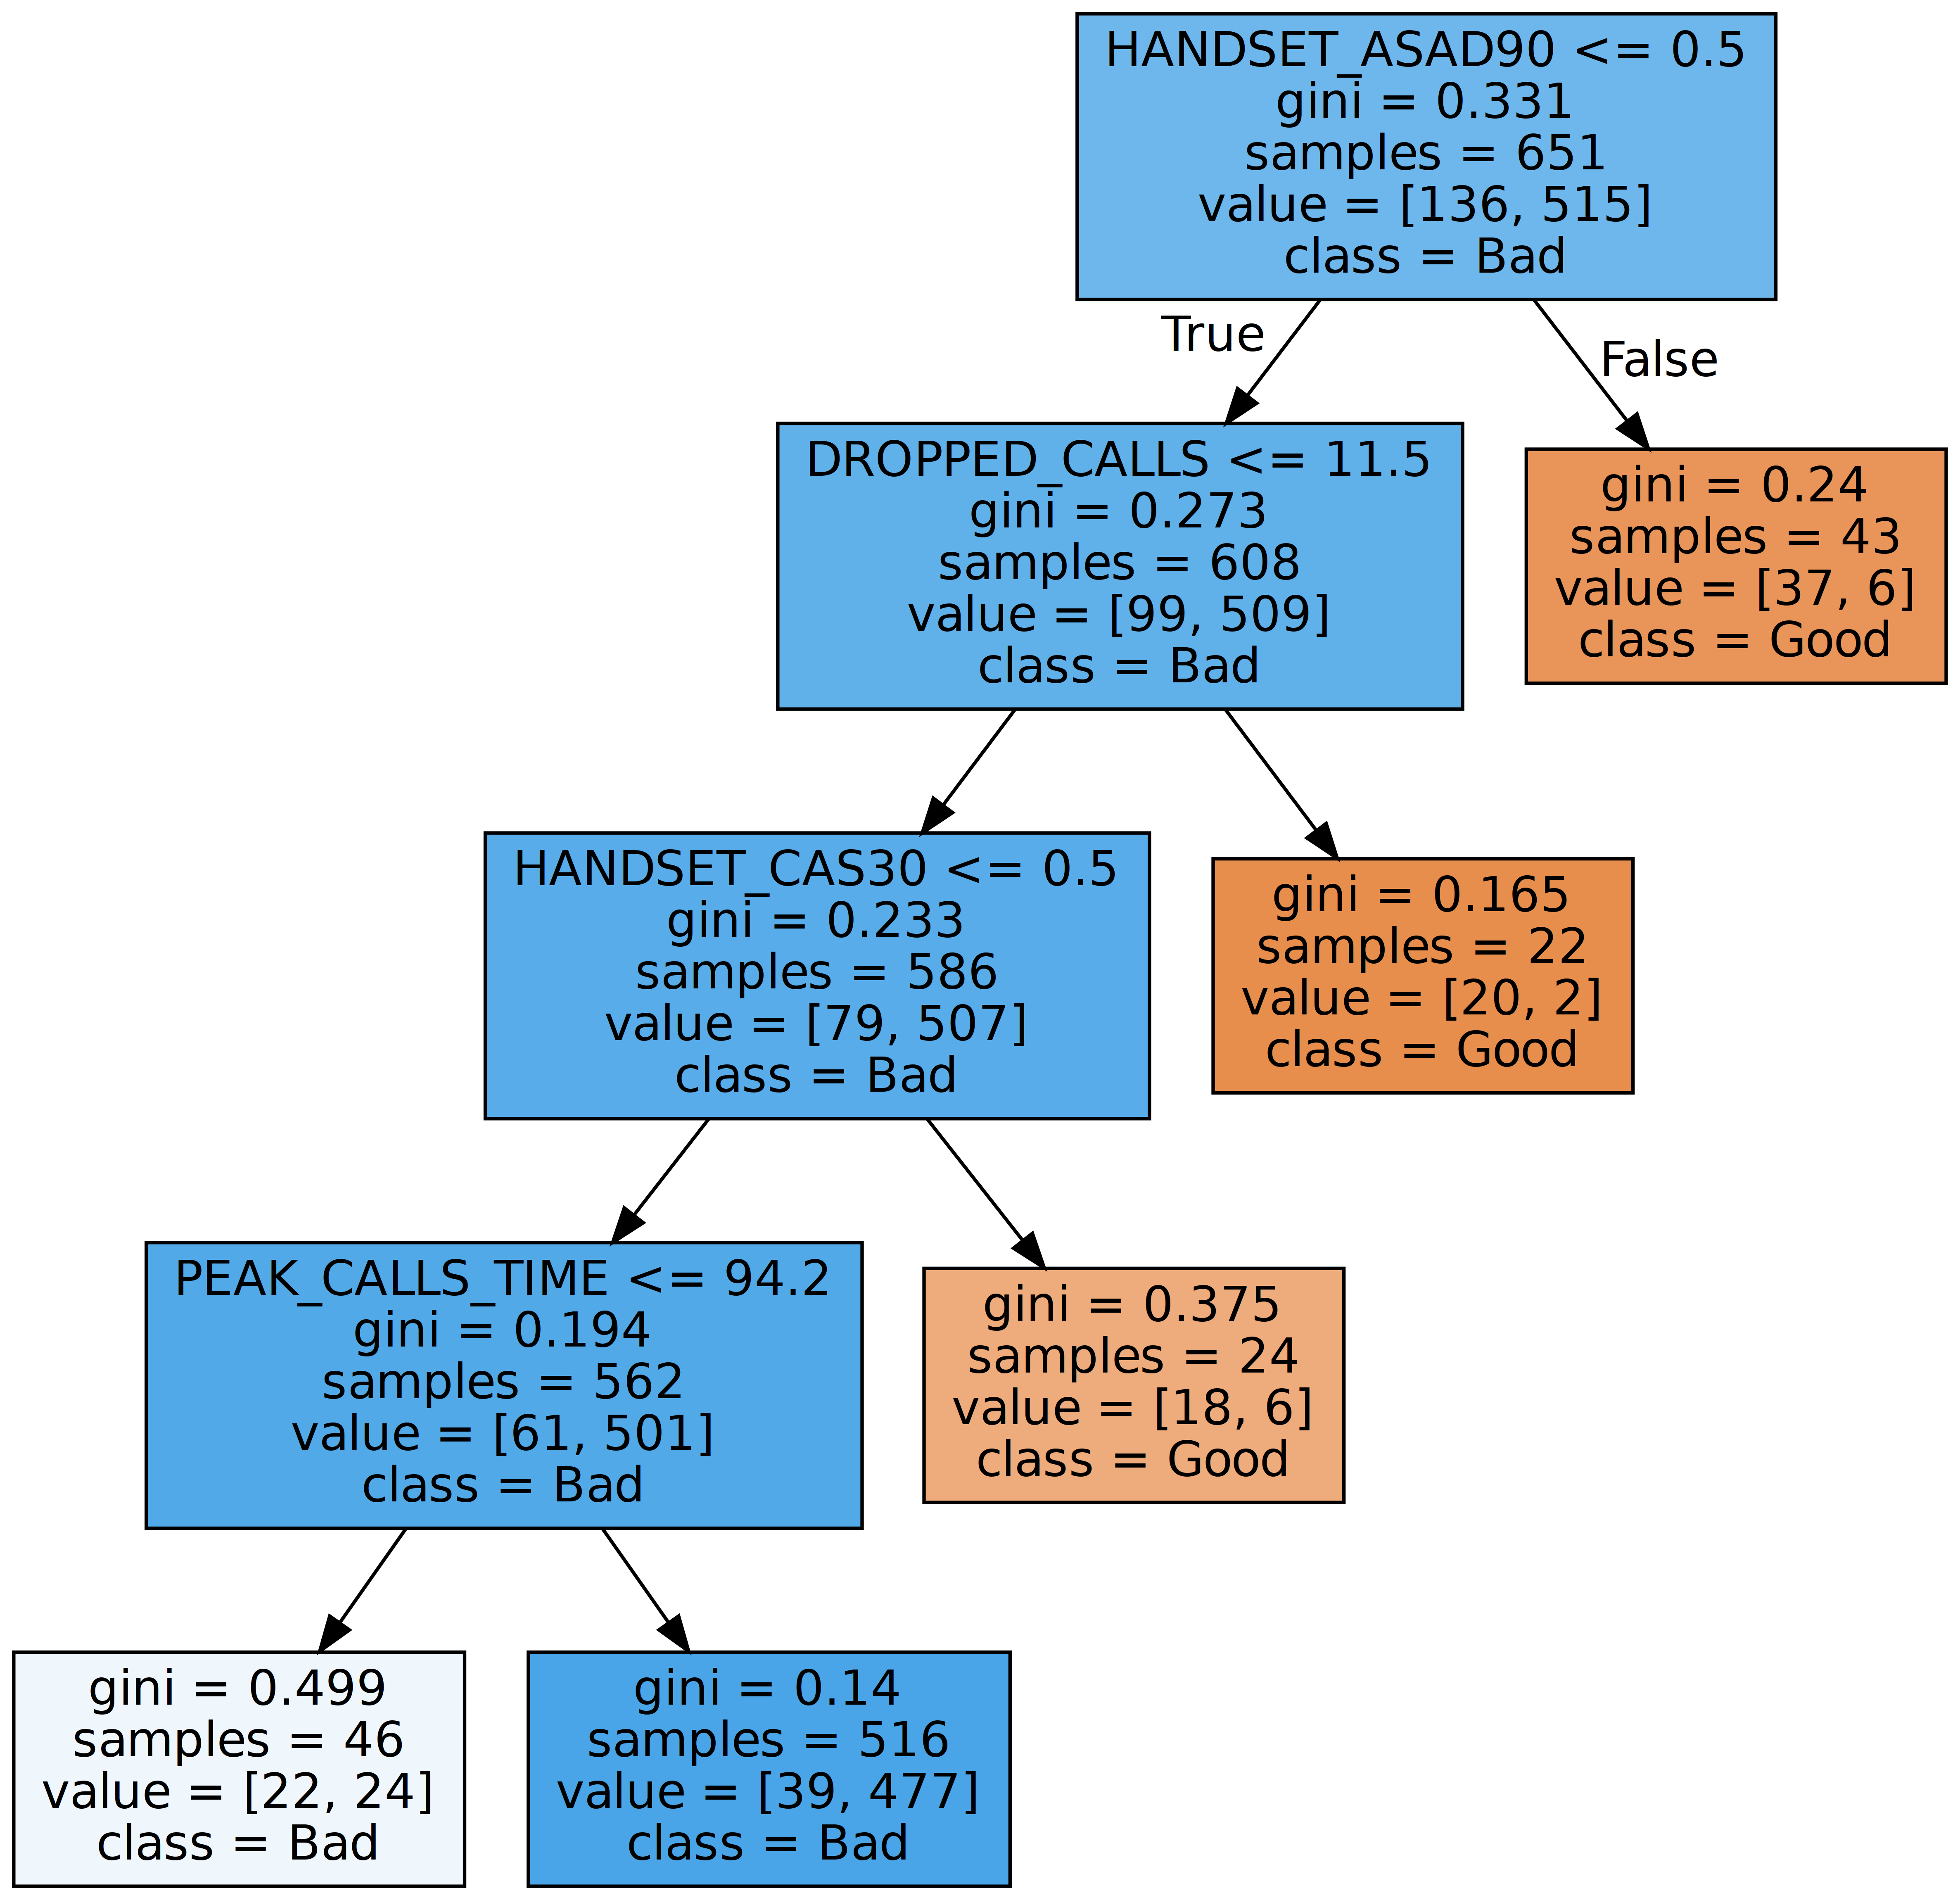 HANDSET_ASAD90 <= 0.5
gini = 0.331
samples = 651
value = [136, 515]
class = Bad
True
False
DROPPED_CALLS <= 11.5
gini = 0.273
samples = 608
value = [99, 509]
class = Bad
gini = 0.24
samples = 43
value = [37, 6]
class = Good
HANDSET_CAS30 <= 0.5
gini = 0.233
samples = 586
value = [79, 507]
class = Bad
gini = 0.165
samples = 22
value = [20, 2]
class = Good
PEAK_CALLS_TIME <= 94.2
gini = 0.194
samples = 562
value = [61, 501]
class = Bad
gini = 0.375
samples = 24
value = [18, 6]
class = Good
gini = 0.499
samples = 46
value = [22, 24]
class = Bad
gini = 0.14
samples = 516
value = [39, 477]
class = Bad